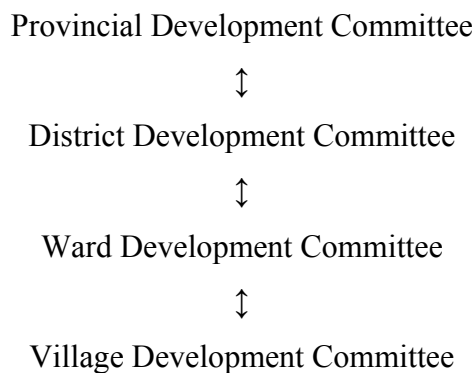 Provincial Development Committee
↕
District Development Committee
↕
Ward Development Committee
↕
Village Development Committee